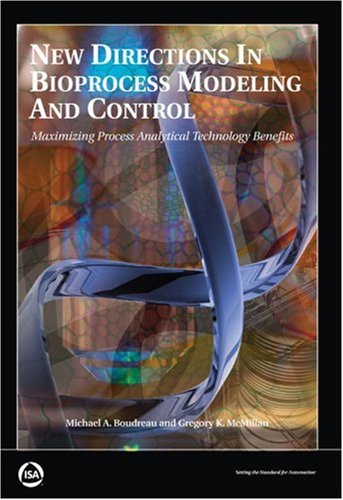 New Directions In
Bioprocess Modeling
And Control
Maximizing Process Analytical Technology Benefits
Michael A. Boudreau and Gregory K. McMillan
ISA
Setting the Standard for Automation™